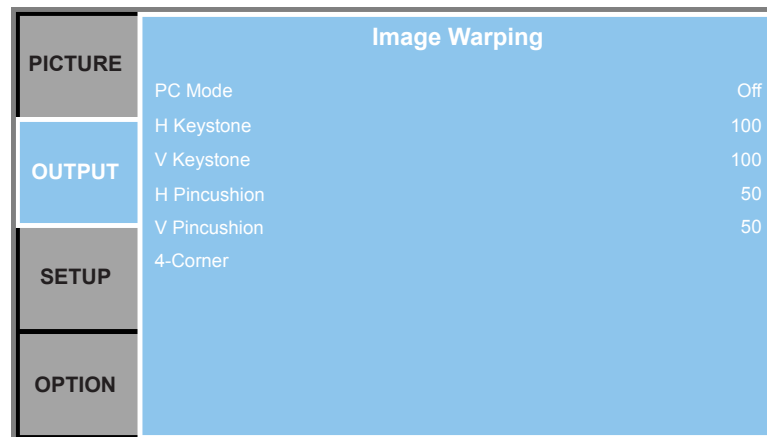 PICTURE
OUTPUT
SETUP
OPTION
Image Warping
PC Mode Off
H Keystone 100
V Keystone 100
H Pincushion 50
V Pincushion 50
4-Corner